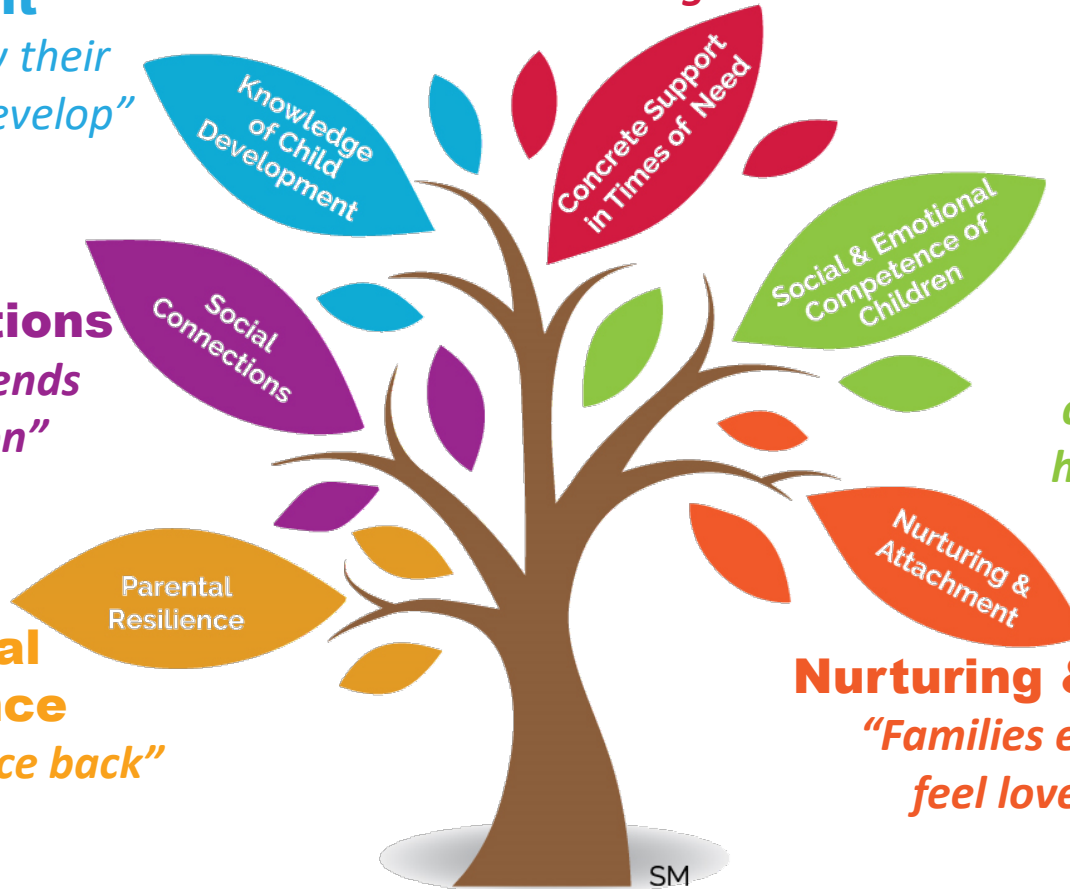 y their
evelop”
Knowledge
of Child
Development
Concrete Support
in Times of Need
Social & Emotional
Competence of
Children
Social
Connections
tions
ends
n”
Nurturing &
Attachment
Parental
Resilience
al
nce
ce back”
Nurturing &
“Families e
feel love
SM